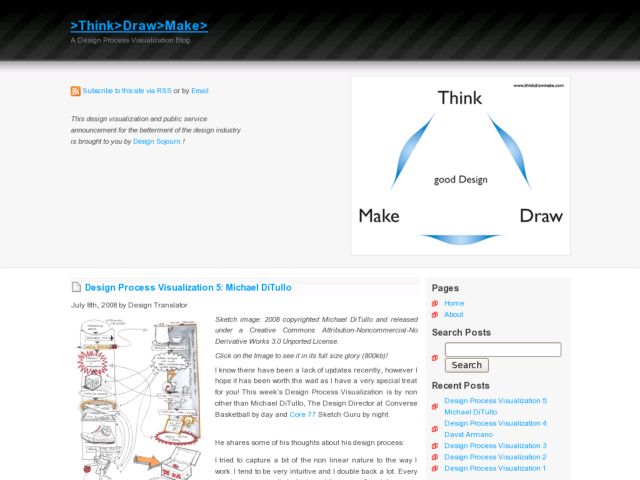 >Think>Draw>Make>
A Design Process Visualization Blog
Subscribe to this site via RSS or by Email
This design visualization and public service
announcement for the betterment of the design industry
is brought to you by Design Sojourn !
www.thinkdrawmake.com
Think
good Design
Make
Draw
Design Process Visualization 5: Michael DiTullo
July 8th, 2008 by Design Translator
Sketch image: 2008 copyrighted Michael DiTullo and released
under a Creative Commons Attribution-Noncommercial-No
Derivative Works 3.0 Unported License.
Click on the Image to see it in its full size glory (800kb)!
I know there have been a lack of updates recently, however I
hope it has been worth the wait as I have a very special treat
for you! This week's Design Process Visualization is by non
other than Michael DiTullo, The Design Director at Converse
Basketball by day and Core 77 Sketch Guru by night.
He shares some of his thoughts about his design process:
I tried to capture a bit of the non linear nature to the way I
work. I tend to be very intuitive and I double back a lot. Every
Pages
Home
About
Search Posts
Search
Recent Posts
Design Process Visualization 5:
Michael DiTullo
Design Process Visualization 4:
David Armano
Design Process Visualization 3
Design Process Visualization 2
Design Process Visualization 1